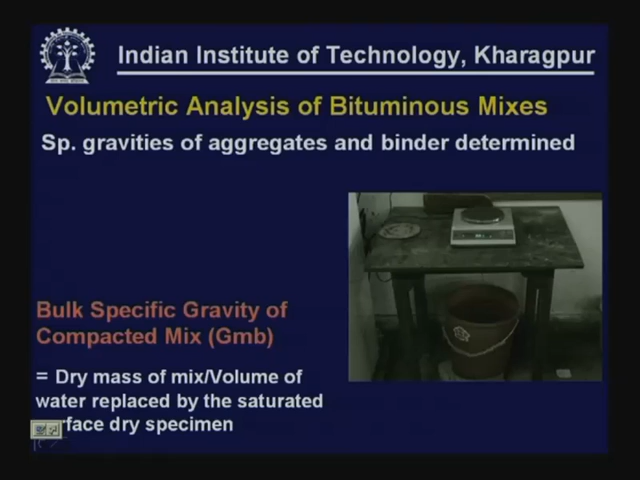 Indian Institute of Technology, Kharagpur
Volumetric Analysis of Bituminous Mixes
Sp. gravities of aggregates and binder determined
Bulk Specific Gravity of
Compacted Mix (Gmb)
= Dry mass of mix/Volume of
water replaced by the saturated
rface dry specimen